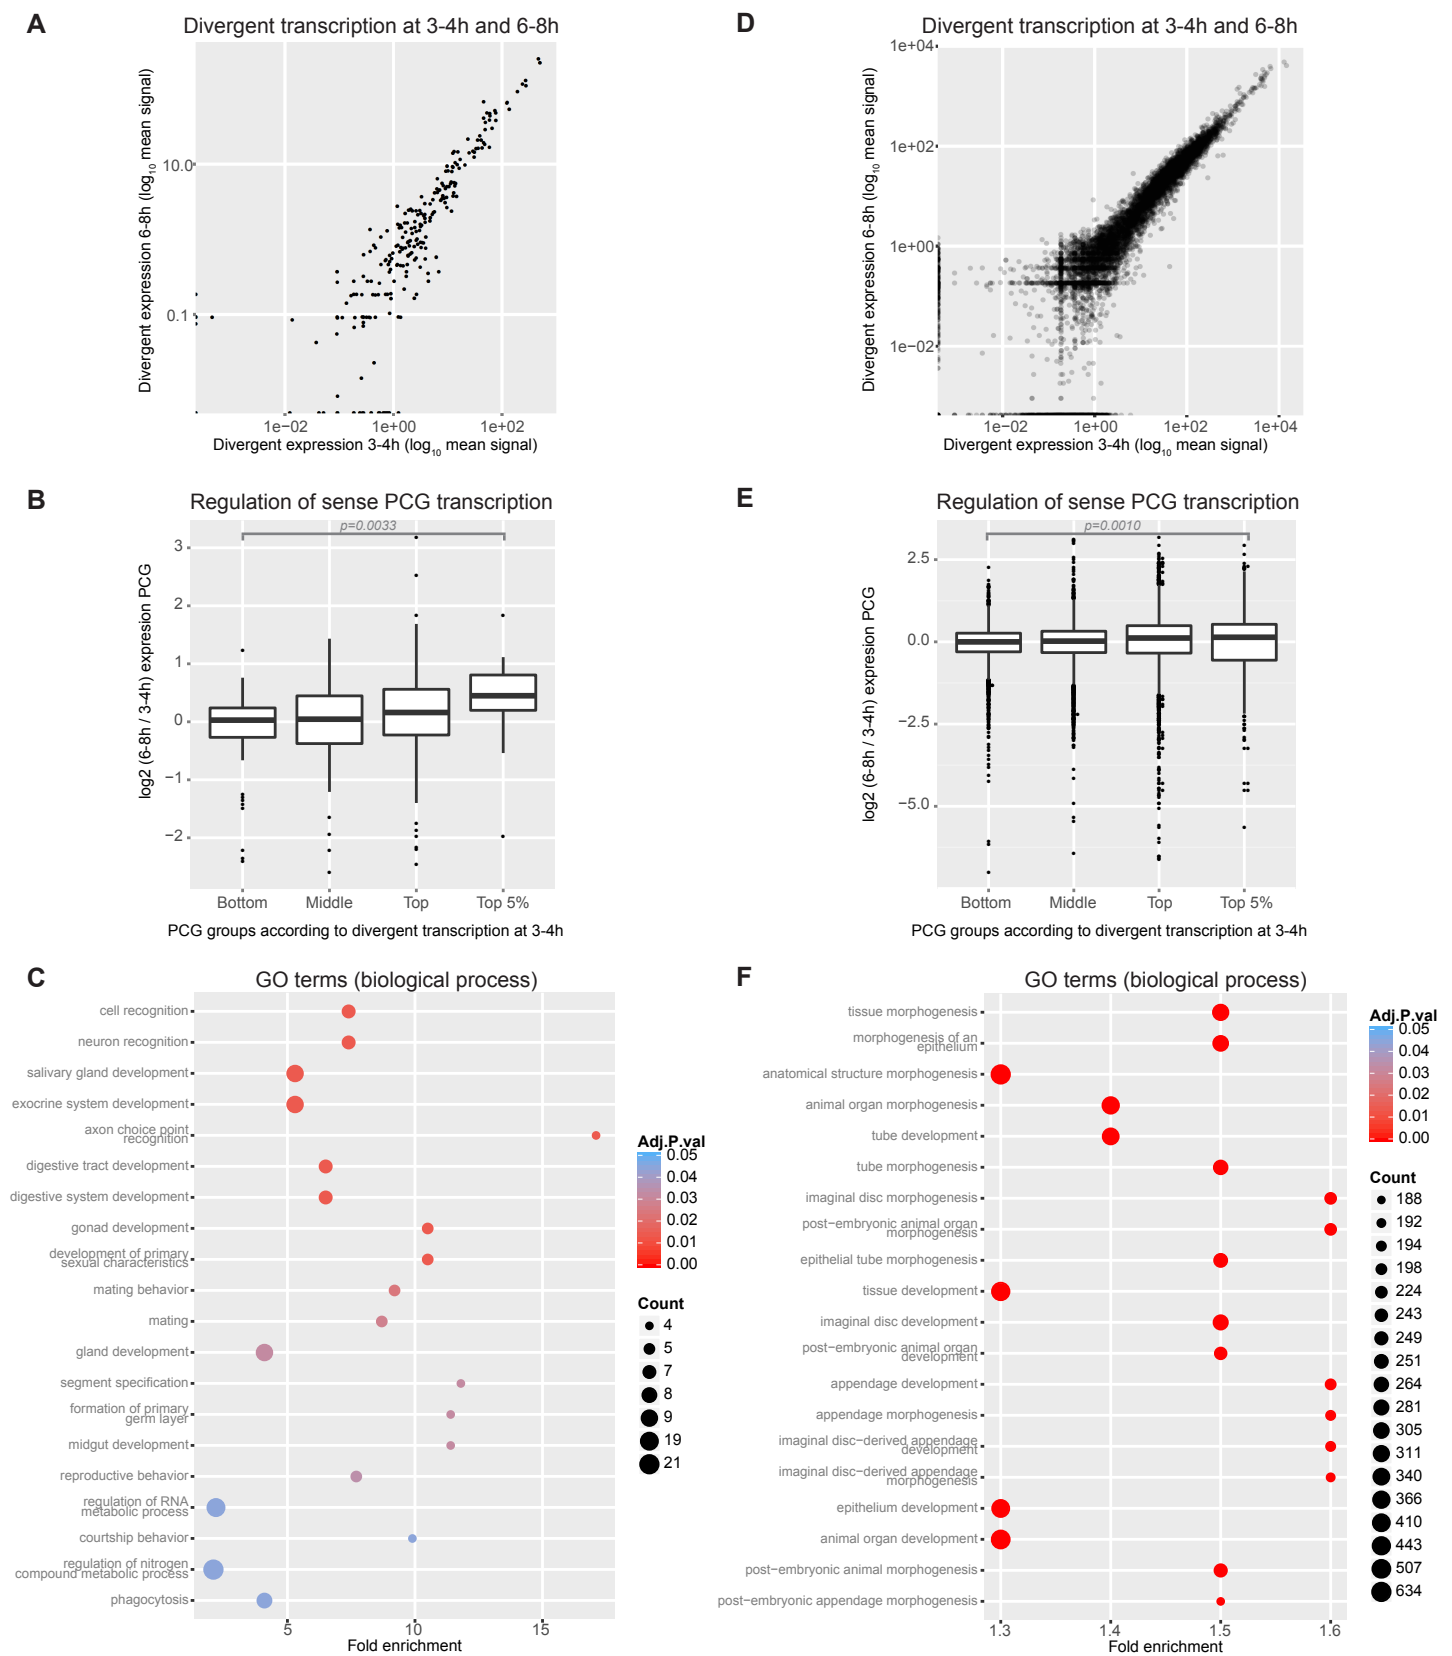 A
Divergent transcription at 3-4h and 6-8h
Divergent expression 6-8h (log10 mean signal)
10.0
0.1
1e−02
1e+00
1e+02
Divergent expression 3-4h (log10 mean signal)
B
Regulation of sense PCG transcription
p=0.0033
log2 (6-8h / 3-4h) expresion PCG
3
2
1
0
−1
−2
Bottom
Middle
Top
Top 5%
PCG groups according to divergent transcription at 3-4h
C
GO terms (biological process)
cell recognition
neuron recognition
salivary gland development
exocrine system development
axon choice point
recognition
digestive tract development
digestive system development
gonad development
development of primary
sexual characteristics
mating behavior
mating
gland development
segment specification
formation of primary
germ layer
midgut development
reproductive behavior
regulation of RNA
metabolic process
courtship behavior
regulation of nitrogen
compound metabolic process
phagocytosis
5
10
15
Fold enrichment
Adj.P.val
0.05
0.04
0.03
0.02
0.01
0.00
Count
4
5
7
8
9
19
21
D
Divergent transcription at 3-4h and 6-8h
Divergent expression 6-8h (log10 mean signal)
1e+04
1e+02
1e+00
1e−02
1e−02
1e+00
1e+02
1e+04
Divergent expression 3-4h (log10 mean signal)
E
Regulation of sense PCG transcription
p=0.0010
log2 (6-8h / 3-4h) expresion PCG
2.5
0.0
−2.5
−5.0
Bottom
Middle
Top
Top 5%
PCG groups according to divergent transcription at 3-4h
F
GO terms (biological process)
tissue morphogenesis
morphogenesis of an
epithelium
anatomical structure morphogenesis
animal organ morphogenesis
tube development
tube morphogenesis
imaginal disc morphogenesis
post−embryonic animal organ
morphogenesis
epithelial tube morphogenesis
tissue development
imaginal disc development
post−embryonic animal organ
development
appendage development
appendage morphogenesis
imaginal disc−derived appendage
development
imaginal disc−derived appendage
morphogenesis
epithelium development
animal organ development
post−embryonic animal morphogenesis
post−embryonic appendage morphogenesis
1.3
1.4
1.5
1.6
Fold enrichment
Adj.P.val
0.05
0.04
0.03
0.02
0.01
0.00
Count
188
192
194
198
224
243
249
251
264
281
305
311
340
366
410
443
507
634